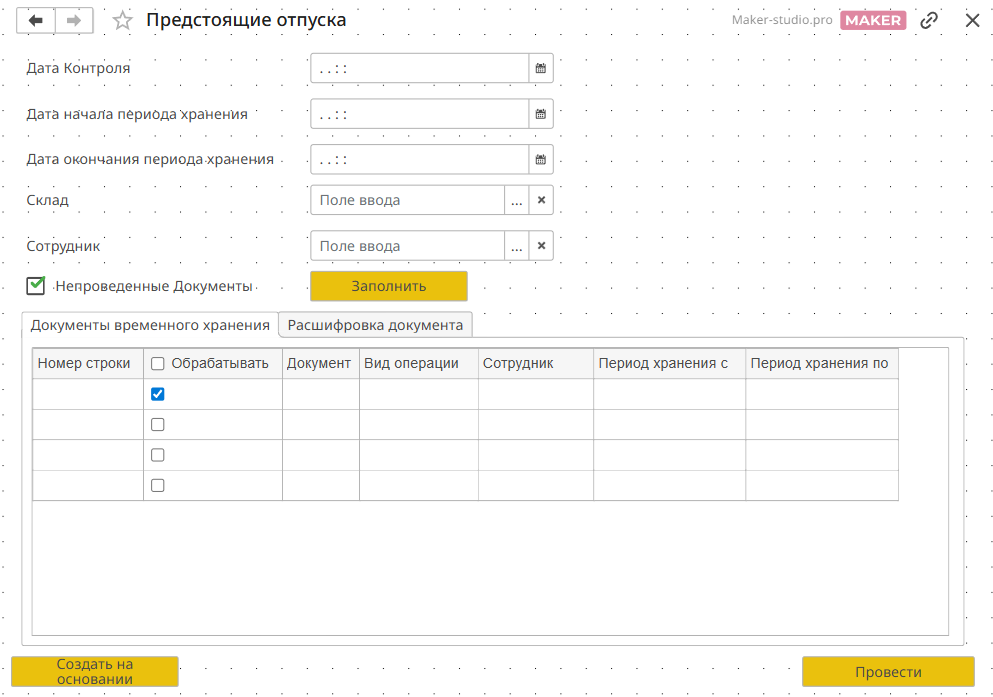 Предстоящие отпуска
Maker-studio.pro MAKER
Дата Контроля
. . : :
Дата начала периода хранения
. . : :
Дата окончания периода хранения
. . : :
Склад
Поле ввода
...
Сотрудник
Поле ввода
...
Непроведенные Документы
Заполнить
Документы временного хранения
Расшифровка документа
Номер строки Обрабатывать Документ Вид операции Сотрудник Период хранения с Период хранения по
Создать на
основании
Провести